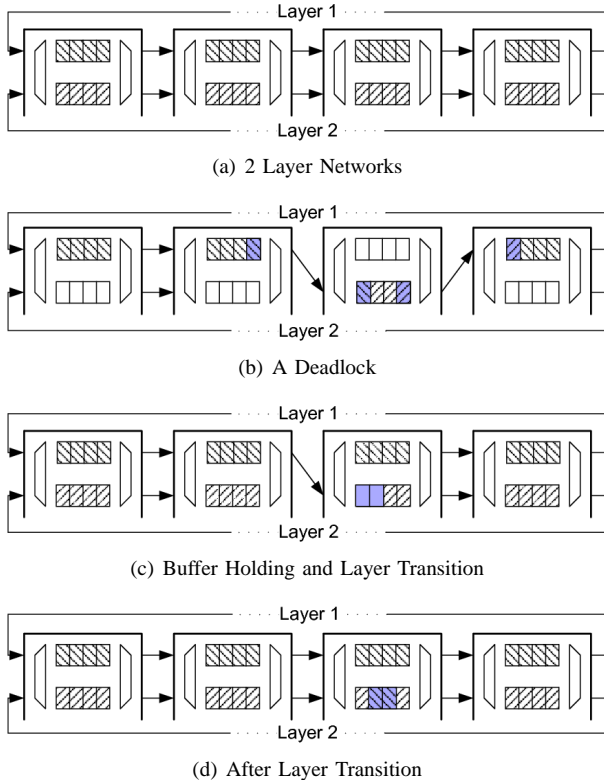 Layer 1
Layer 2
(a) 2 Layer Networks
Layer 1
Layer 2
(b) A Deadlock
Layer 1
Layer 2
(c) Buffer Holding and Layer Transition
Layer 1
Layer 2
(d) After Layer Transition